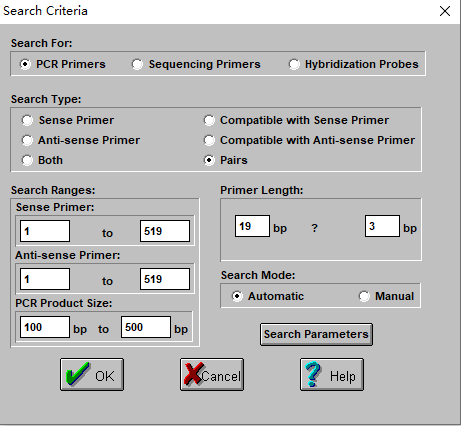 Search Criteria
Search For:
PCR Primers Sequencing Primers Hybridization Probes
Search Type:
Sense Primer Compatible with Sense Primer
Anti-sense Primer Compatible with Anti-sense Primer
Both Pairs
Search Ranges: Primer Length:
Sense Primer:
1 to 519
19 bp ? 3 bp
Anti-sense Primer:
1 to 519
Search Mode:
Automatic Manual
PCR Product Size:
100 bp to 500 bp
Search Parameters
OK Cancel Help